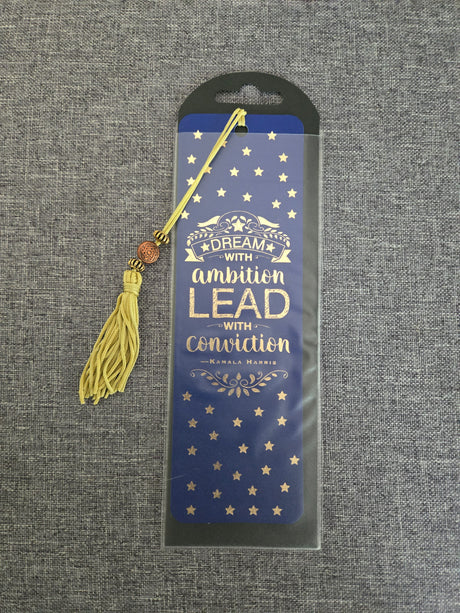 DREAM
WITH
ambition
LEAD
WITH
conviction
—KAMALA HARRIS